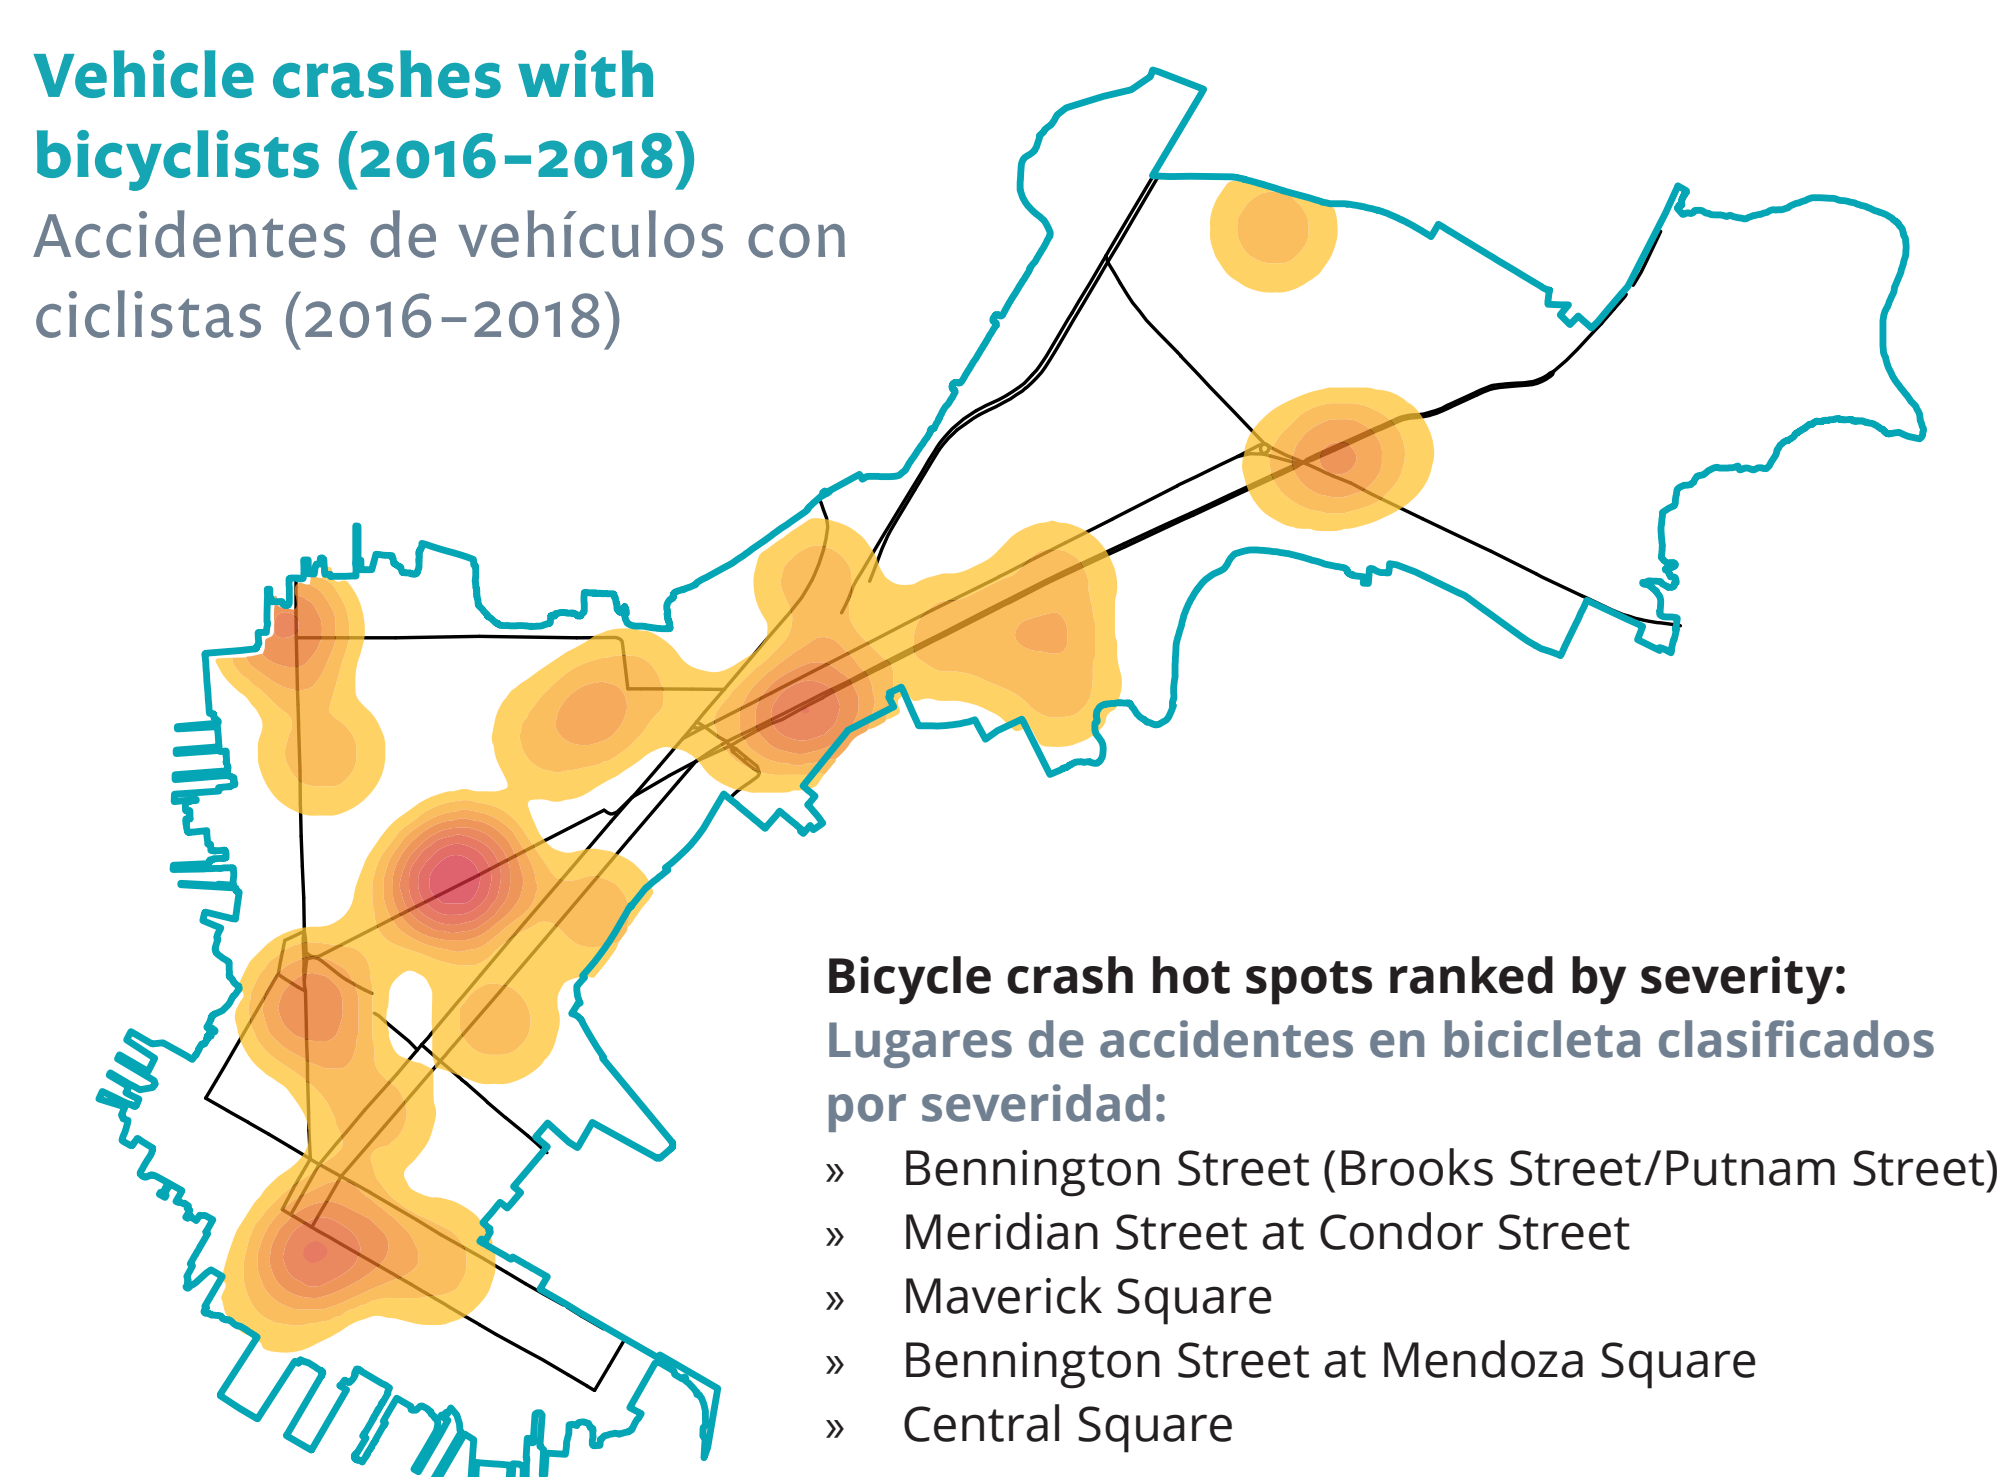 Vehicle crashes with
bicyclists (2016–2018)
Accidentes de vehículos con
ciclistas (2016–2018)
Bicycle crash hot spots ranked by severity:
Lugares de accidentes en bicicleta clasificados
por severidad:
» Bennington Street (Brooks Street/Putnam Street)
» Meridian Street at Condor Street
» Maverick Square
» Bennington Street at Mendoza Square
» Central Square